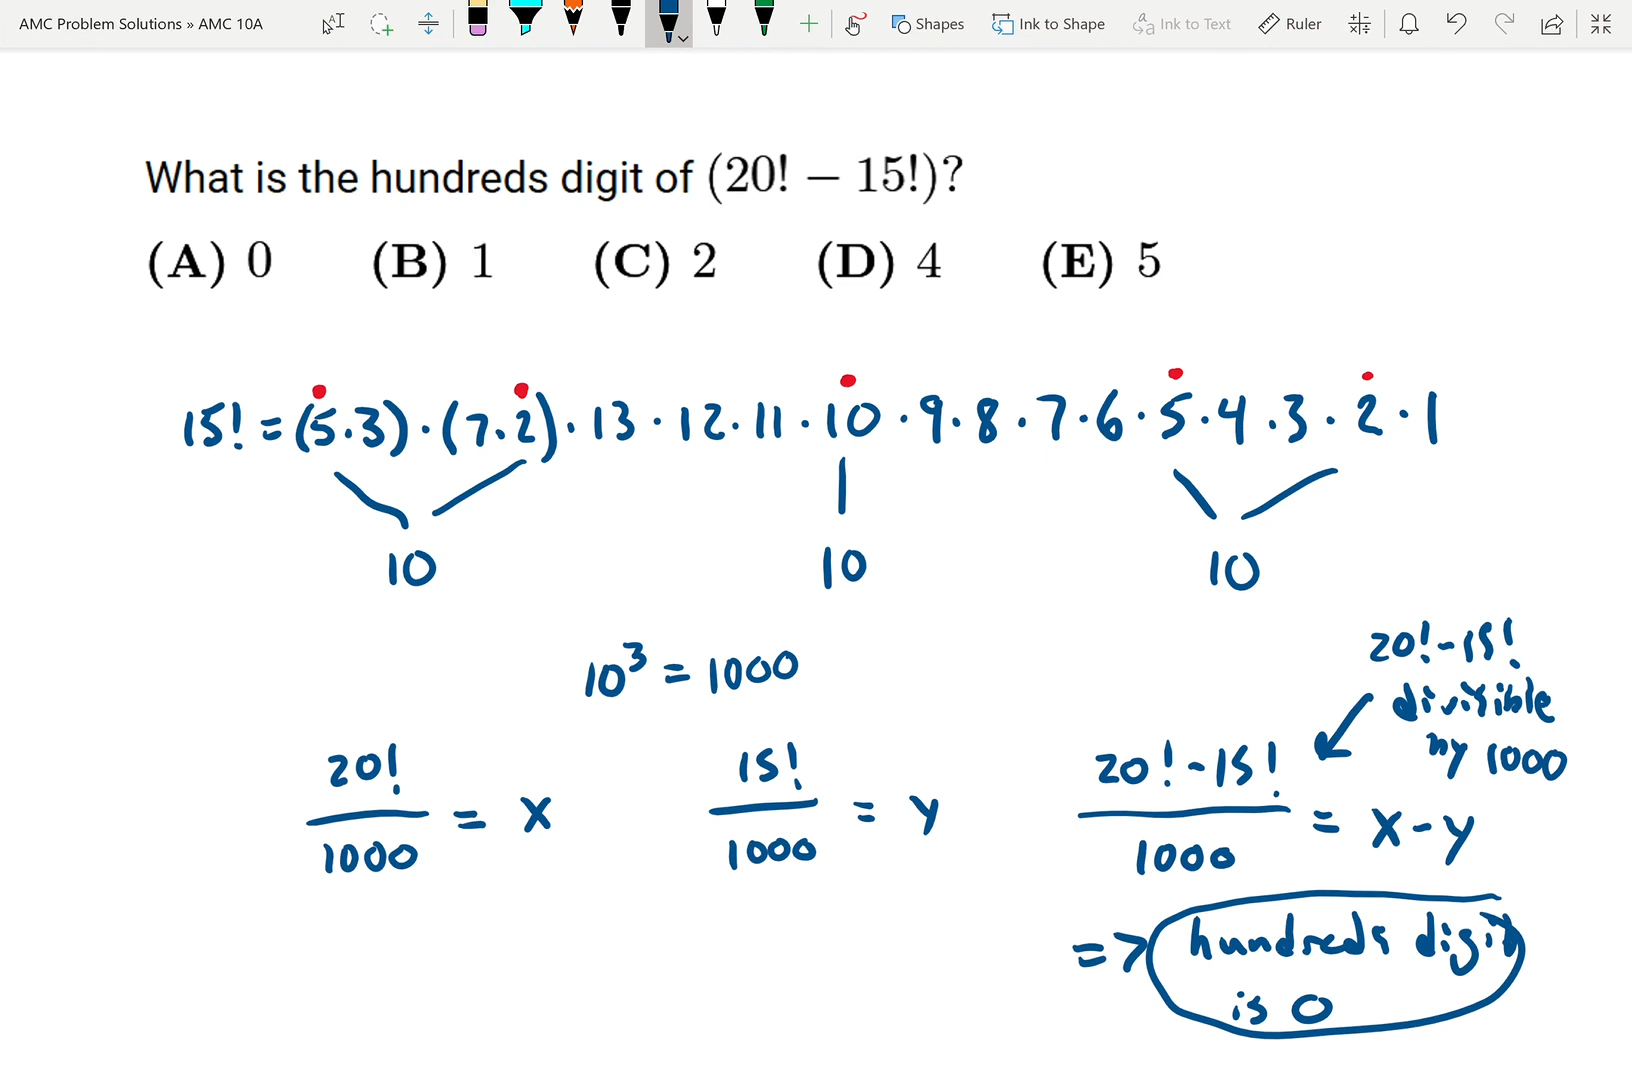 AMC Problem Solutions » AMC 10A Shapes Ink to Shape Ink to Text Ruler
What is the hundreds digit of (20! − 15!)?
(A) 0 (B) 1 (C) 2 (D) 4 (E) 5
15! = (5.3) · (7.2) · 13 · 12 · 11 · 10 · 9 · 8 · 7 · 6 · 5 · 4 · 3 · 2 · 1
10 10 10
10³ = 1000
20!-15!
divisible
by 1000
20!/1000 = x
15!/1000 = y
20!-15!/1000 = x-y
=> hundreds digit
is 0